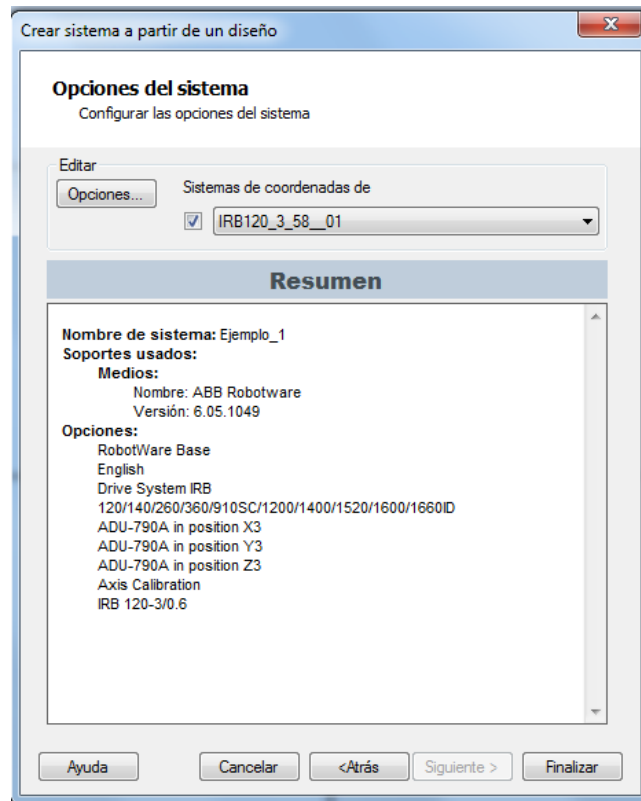 Crear sistema a partir de un diseño
Opciones del sistema
Configurar las opciones del sistema
Editar
Opciones...
Sistemas de coordenadas de
IRB120_3_58__01
Resumen
Nombre de sistema: Ejemplo_1
Soportes usados:
Medios:
Nombre: ABB Robotware
Versión: 6.05.1049
Opciones:
RobotWare Base
English
Drive System IRB
120/140/260/360/910SC/1200/1400/1520/1600/1660ID
ADU-790A in position X3
ADU-790A in position Y3
ADU-790A in position Z3
Axis Calibration
IRB 120-3/0.6
Ayuda
Cancelar
<Atrás
Siguiente >
Finalizar